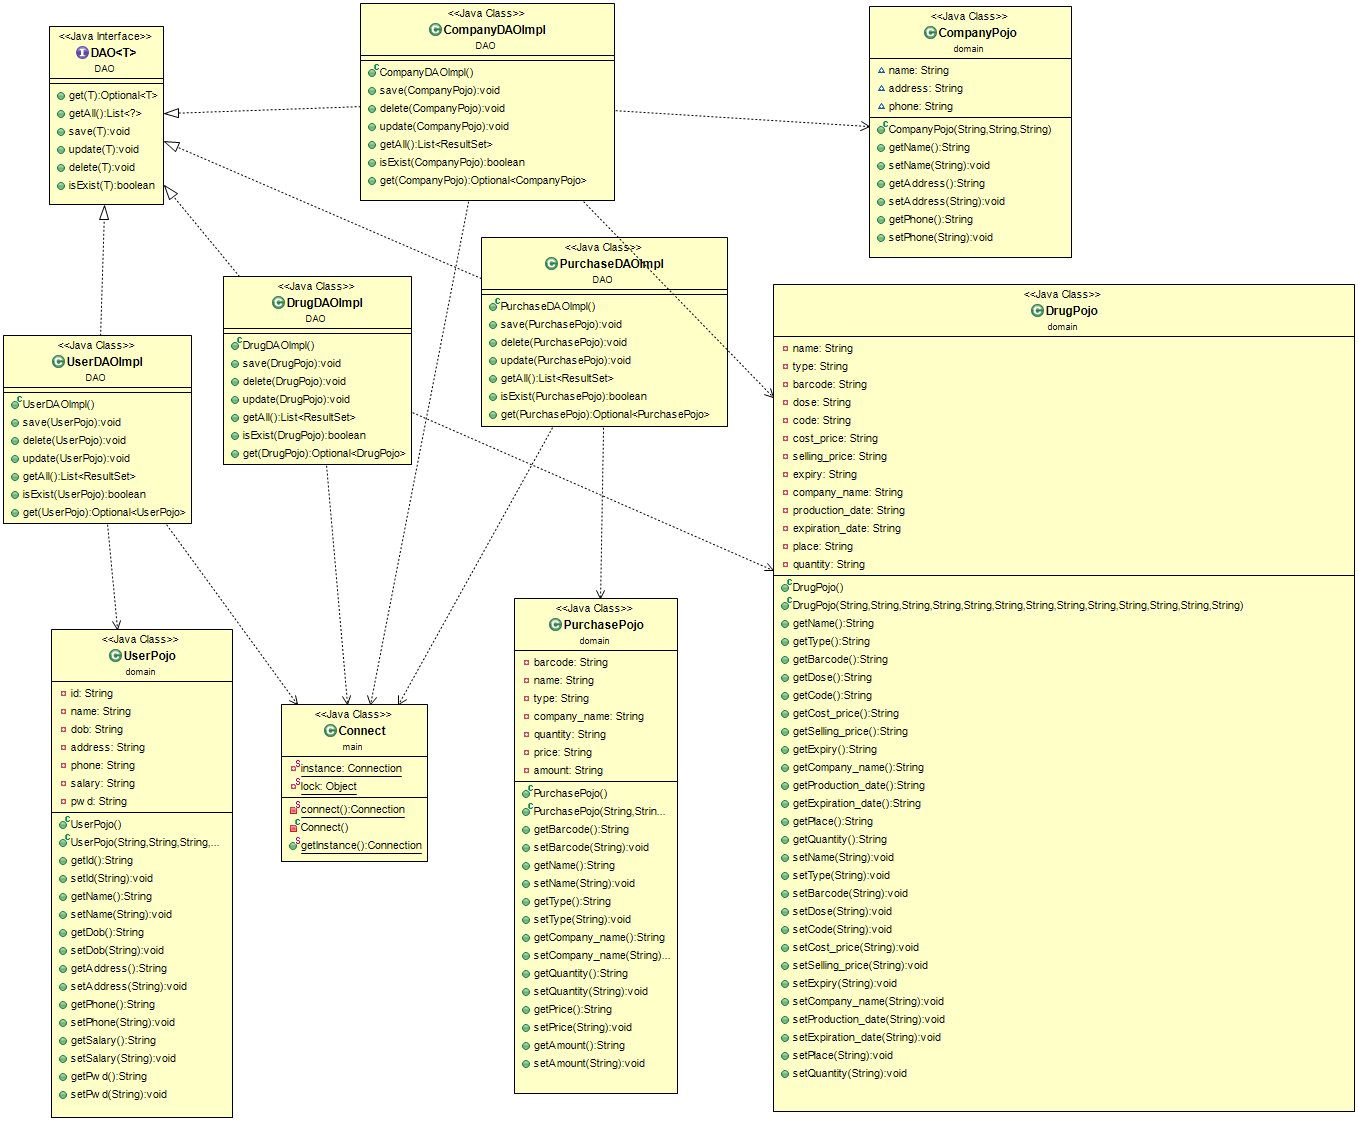 <<Java Interface>>
DAO<T>
DAO
get(T):Optional<T>
getAll():List<?>
save(T):void
update(T):void
delete(T):void
isExist(T):boolean
<<Java Class>>
CompanyDAOImpl
DAO
CompanyDAOImpl()
save(CompanyPojo):void
delete(CompanyPojo):void
update(CompanyPojo):void
getAll():List<ResultSet>
isExist(CompanyPojo):boolean
get(CompanyPojo):Optional<CompanyPojo>
<<Java Class>>
CompanyPojo
domain
name: String
address: String
phone: String
CompanyPojo(String,String,String)
getName():String
setName(String):void
getAddress():String
setAddress(String):void
getPhone():String
setPhone(String):void
<<Java Class>>
PurchaseDAOImpl
DAO
PurchaseDAOImpl()
save(PurchasePojo):void
delete(PurchasePojo):void
update(PurchasePojo):void
getAll():List<ResultSet>
isExist(PurchasePojo):boolean
get(PurchasePojo):Optional<PurchasePojo>
<<Java Class>>
DrugDAOImpl
DAO
DrugDAOImpl()
save(DrugPojo):void
delete(DrugPojo):void
update(DrugPojo):void
getAll():List<ResultSet>
isExist(DrugPojo):boolean
get(DrugPojo):Optional<DrugPojo>
<<Java Class>>
UserDAOImpl
DAO
UserDAOImpl()
save(UserPojo):void
delete(UserPojo):void
update(UserPojo):void
getAll():List<ResultSet>
isExist(UserPojo):boolean
get(UserPojo):Optional<UserPojo>
<<Java Class>>
DrugPojo
domain
name: String
type: String
barcode: String
dose: String
code: String
cost_price: String
selling_price: String
expiry: String
company_name: String
production_date: String
expiration_date: String
place: String
quantity: String
DrugPojo()
DrugPojo(String,String,String,String,String,String,String,String,String,String,String,String,String)
getName():String
getType():String
getBarcode():String
getDose():String
getCode():String
getCost_price():String
getSelling_price():String
getExpiry():String
getCompany_name():String
getProduction_date():String
getExpiration_date():String
getPlace():String
getQuantity():String
setName(String):void
setType(String):void
setBarcode(String):void
setDose(String):void
setCode(String):void
setCost_price(String):void
setSelling_price(String):void
setExpiry(String):void
setCompany_name(String):void
setProduction_date(String):void
setExpiration_date(String):void
setPlace(String):void
setQuantity(String):void
<<Java Class>>
UserPojo
domain
id: String
name: String
dob: String
address: String
phone: String
salary: String
pwd: String
UserPojo()
UserPojo(String,String,String,...
getId():String
setId(String):void
getName():String
setName(String):void
getDob():String
setDob(String):void
getAddress():String
setAddress(String):void
getPhone():String
setPhone(String):void
getSalary():String
setSalary(String):void
getPwd():String
setPwd(String):void
<<Java Class>>
Connect
main
instance: Connection
lock: Object
connect():Connection
Connect()
getInstance():Connection
<<Java Class>>
PurchasePojo
domain
barcode: String
name: String
type: String
company_name: String
quantity: String
price: String
amount: String
PurchasePojo()
PurchasePojo(String,Strin...
getBarcode():String
setBarcode(String):void
getName():String
setName(String):void
getType():String
setType(String):void
getCompany_name():String
setCompany_name(String)...
getQuantity():String
setQuantity(String):void
getPrice():String
setPrice(String):void
getAmount():String
setAmount(String):void